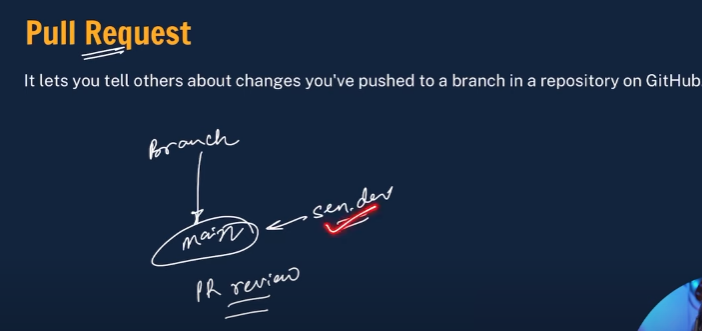 Pull Request
It lets you tell others about changes you've pushed to a branch in a repository on GitHub.
Branch
main
sen. dev
PR review